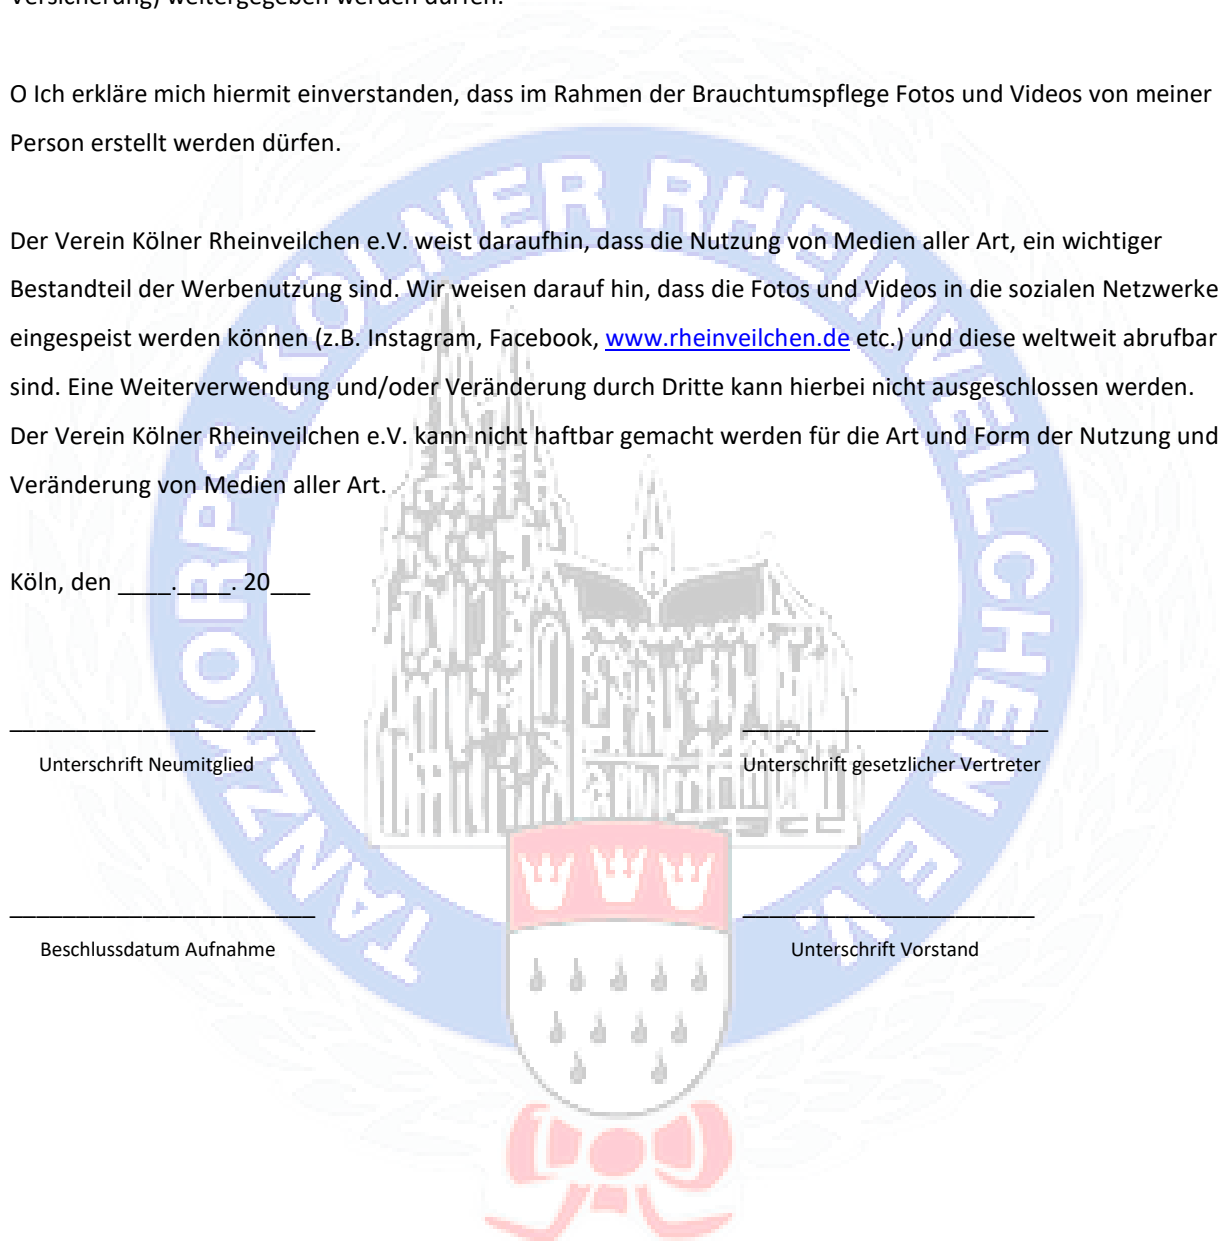 Versicherung) weitergegeben werden dürfen.
O Ich erkläre mich hiermit einverstanden, dass im Rahmen der Brauchtumspflege Fotos und Videos von meiner
Person erstellt werden dürfen.
Der Verein Kölner Rheinveilchen e.V. weist daraufhin, dass die Nutzung von Medien aller Art, ein wichtiger
Bestandteil der Werbenutzung sind. Wir weisen darauf hin, dass die Fotos und Videos in die sozialen Netzwerke
eingespeist werden können (z.B. Instagram, Facebook, www.rheinveilchen.de etc.) und diese weltweit abrufbar
sind. Eine Weiterverwendung und/oder Veränderung durch Dritte kann hierbei nicht ausgeschlossen werden.
Der Verein Kölner Rheinveilchen e.V. kann nicht haftbar gemacht werden für die Art und Form der Nutzung und
Veränderung von Medien aller Art.
Köln, den ____.____. 20___
Unterschrift Neumitglied
Unterschrift gesetzlicher Vertreter
Beschlussdatum Aufnahme
Unterschrift Vorstand
TANZKORPS KÖLNER RHEINVEILCHEN E.V.